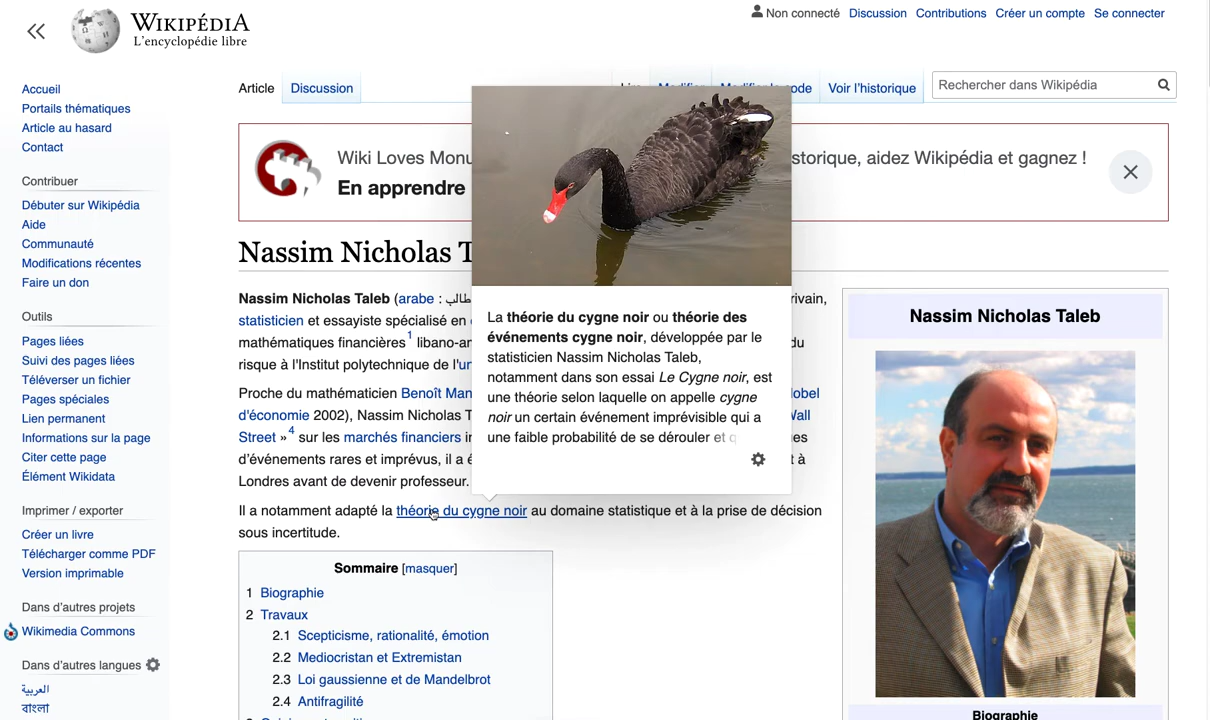 WIKIPÉDIA
L'encyclopédie libre
Non connecté Discussion Contributions Créer un compte Se connecter
Accueil
Portails thématiques
Article au hasard
Contact
Contribuer
Débuter sur Wikipédia
Aide
Communauté
Modifications récentes
Faire un don
Outils
Pages liées
Suivi des pages liées
Téléverser un fichier
Pages spéciales
Lien permanent
Informations sur la page
Citer cette page
Élément Wikidata
Imprimer / exporter
Créer un livre
Télécharger comme PDF
Version imprimable
Dans d'autres projets
Wikimedia Commons
Dans d'autres langues
العربية
বাংলা
Article Discussion
Voir l'historique
Rechercher dans Wikipédia
Wiki Loves Monu
storique, aidez Wikipédia et gagnez !
En apprendre
Nassim Nicholas T
Nassim Nicholas Taleb (arabe :
statisticien et essayiste spécialisé en
mathématiques financières1 libano-am
risque à l'Institut polytechnique de l'un
Proche du mathématicien Benoît Man
d'économie 2002), Nassim Nicholas T
Street »4 sur les marchés financiers
d'événements rares et imprévus, il a
Londres avant de devenir professeur.
Il a notamment adapté la théorie du cygne noir au domaine statistique et à la prise de décision
sous incertitude.
La théorie du cygne noir ou théorie des
événements cygne noir, développée par le
statisticien Nassim Nicholas Taleb,
notamment dans son essai Le Cygne noir, est
une théorie selon laquelle on appelle cygne
noir un certain événement imprévisible qui a
une faible probabilité de se dérouler et q
Sommaire [masquer]
1 Biographie
2 Travaux
2.1 Scepticisme, rationalité, émotion
2.2 Mediocristan et Extremistan
2.3 Loi gaussienne et de Mandelbrot
2.4 Antifragilité
Nassim Nicholas Taleb
Biographie